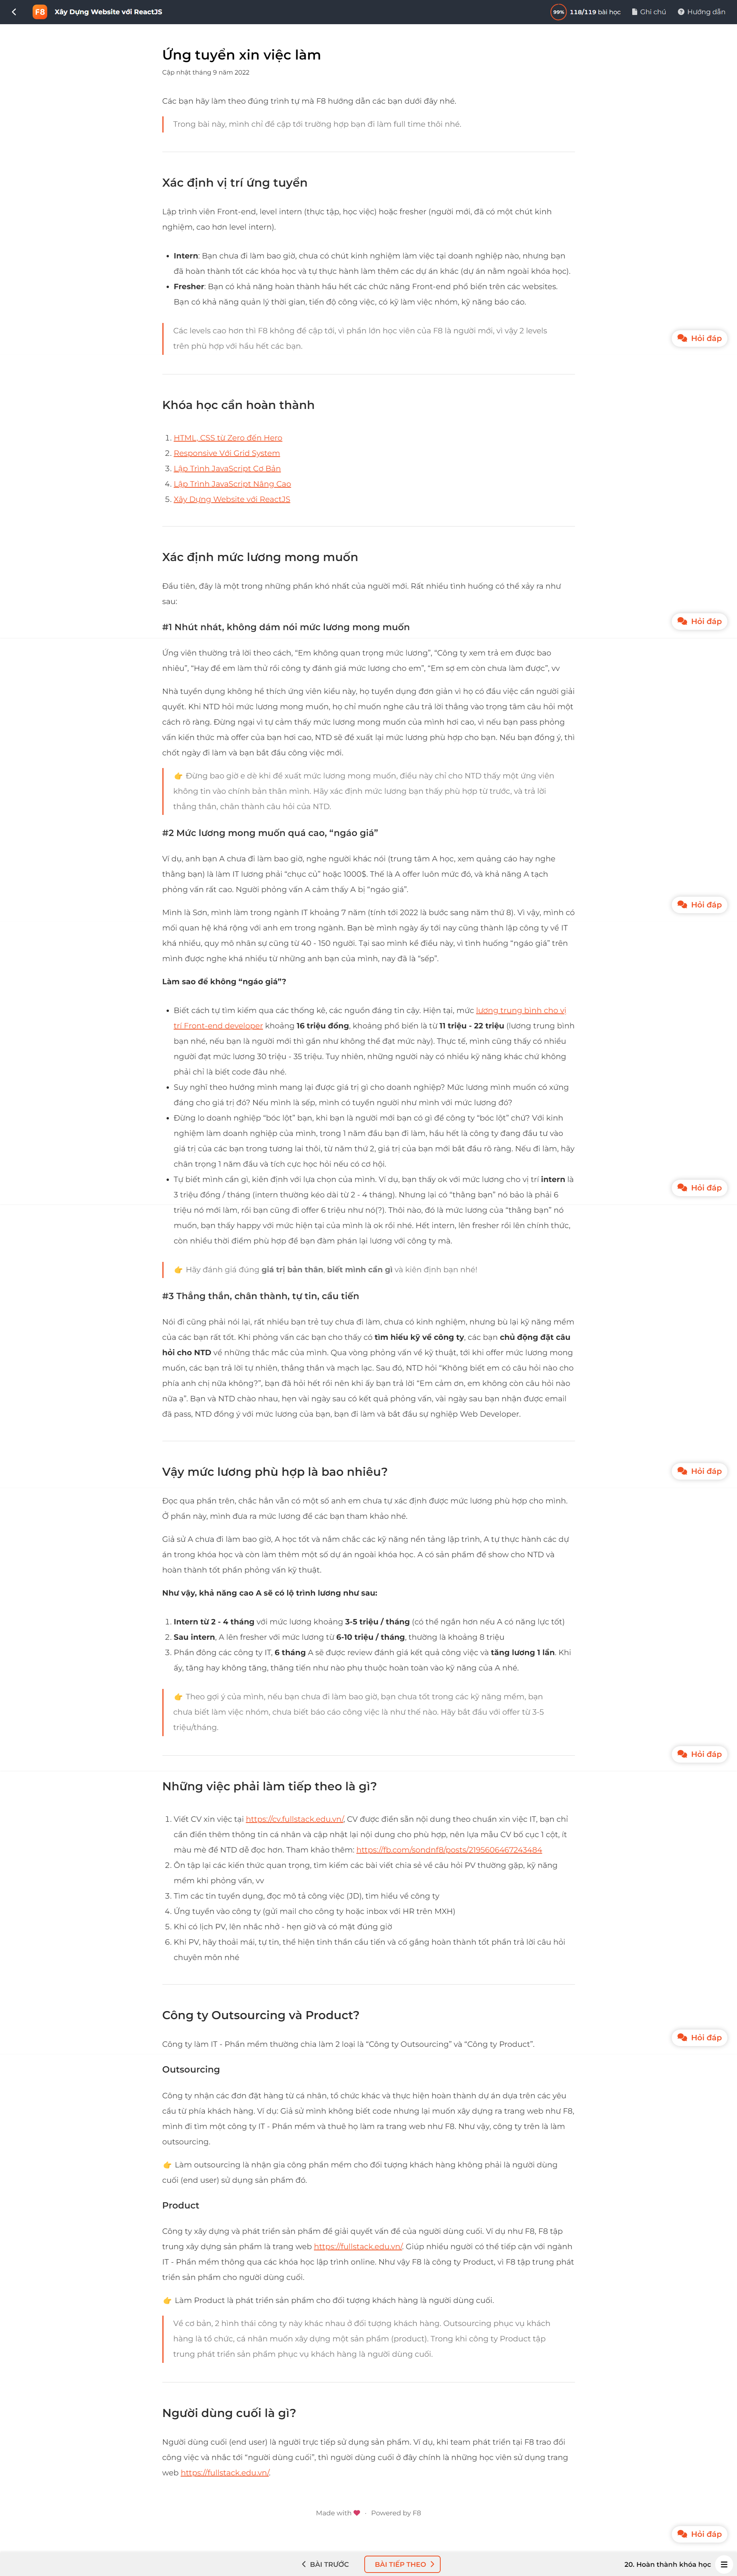 F8 Xây Dựng Website với ReactJS 99% 118/119 bài học Ghi chú Hướng dẫn
Ứng tuyển xin việc làm
Cập nhật tháng 9 năm 2022
Các bạn hãy làm theo đúng trình tự mà F8 hướng dẫn các bạn dưới đây nhé.
Trong bài này, mình chỉ đề cập tới trường hợp bạn đi làm full time thôi nhé.
Xác định vị trí ứng tuyển
Lập trình viên Front-end, level intern (thực tập, học việc) hoặc fresher (người mới, đã có một chút kinh
nghiệm, cao hơn level intern).
• Intern: Bạn chưa đi làm bao giờ, chưa có chút kinh nghiệm làm việc tại doanh nghiệp nào, nhưng bạn
đã hoàn thành tốt các khóa học và tự thực hành làm thêm các dự án khác (dự án nằm ngoài khóa học).
• Fresher: Bạn có khả năng hoàn thành hầu hết các chức năng Front-end phổ biến trên các websites.
Bạn có khả năng quản lý thời gian, tiến độ công việc, có kỹ làm việc nhóm, kỹ năng báo cáo.
Các levels cao hơn thì F8 không đề cập tới, vì phần lớn học viên của F8 là người mới, vì vậy 2 levels
trên phù hợp với hầu hết các bạn.
Hỏi đáp
Khóa học cần hoàn thành
1. HTML, CSS từ Zero đến Hero
2. Responsive Với Grid System
3. Lập Trình JavaScript Cơ Bản
4. Lập Trình JavaScript Nâng Cao
5. Xây Dựng Website với ReactJS
Xác định mức lương mong muốn
Đầu tiên, đây là một trong những phần khó nhất của người mới. Rất nhiều tình huống có thể xảy ra như
sau:
Hỏi đáp
#1 Nhút nhát, không dám nói mức lương mong muốn
Ứng viên thường trả lời theo cách, “Em không quan trọng mức lương”, “Công ty xem trả em được bao
nhiêu”, “Hay để em làm thử rồi công ty đánh giá mức lương cho em”, “Em sợ em còn chưa làm được”, vv
Nhà tuyển dụng không hề thích ứng viên kiểu này, họ tuyển dụng đơn giản vì họ có đầu việc cần người giải
quyết. Khi NTD hỏi mức lương mong muốn, họ chỉ muốn nghe câu trả lời thẳng vào trọng tâm câu hỏi một
cách rõ ràng. Đừng ngại vì tự cảm thấy mức lương mong muốn của mình hơi cao, vì nếu bạn pass phỏng
vấn kiến thức mà offer của bạn hơi cao, NTD sẽ đề xuất lại mức lương phù hợp cho bạn. Nếu bạn đồng ý, thì
chốt ngày đi làm và bạn bắt đầu công việc mới.
👉 Đừng bao giờ e dè khi đề xuất mức lương mong muốn, điều này chỉ cho NTD thấy một ứng viên
không tin vào chính bản thân mình. Hãy xác định mức lương bạn thấy phù hợp từ trước, và trả lời
thẳng thắn, chân thành câu hỏi của NTD.
#2 Mức lương mong muốn quá cao, “ngáo giá”
Ví dụ, anh bạn A chưa đi làm bao giờ, nghe người khác nói (trung tâm A học, xem quảng cáo hay nghe
thằng bạn) là làm IT lương phải “chục củ” hoặc 1000$. Thế là A offer luôn mức đó, và khả năng A tạch
phỏng vấn rất cao. Người phỏng vấn A cảm thấy A bị “ngáo giá”.
Hỏi đáp
Mình là Sơn, mình làm trong ngành IT khoảng 7 năm (tính tới 2022 là bước sang năm thứ 8). Vì vậy, mình có
mối quan hệ khá rộng với anh em trong ngành. Bạn bè mình ngày ấy tới nay cũng thành lập công ty về IT
khá nhiều, quy mô nhân sự cũng từ 40 - 150 người. Tại sao mình kể điều này, vì tình huống “ngáo giá” trên
mình được nghe khá nhiều từ những anh bạn của mình, nay đã là “sếp”.
Làm sao để không “ngáo giá”?
• Biết cách tự tìm kiếm qua các thống kê, các nguồn đáng tin cậy. Hiện tại, mức lương trung bình cho vị
trí Front-end developer khoảng 16 triệu đồng, khoảng phổ biến là từ 11 triệu - 22 triệu (lương trung bình
bạn nhé, nếu bạn là người mới thì gần như không thể đạt mức này). Thực tế, mình cũng thấy có nhiều
người đạt mức lương 30 triệu - 35 triệu. Tuy nhiên, những người này có nhiều kỹ năng khác chứ không
phải chỉ là biết code đâu nhé.
• Suy nghĩ theo hướng mình mang lại được giá trị gì cho doanh nghiệp? Mức lương mình muốn có xứng
đáng cho giá trị đó? Nếu mình là sếp, mình có tuyển người như mình với mức lương đó?
• Đừng lo doanh nghiệp “bóc lột” bạn, khi bạn là người mới bạn có gì để công ty “bóc lột” chứ? Với kinh
nghiệm làm doanh nghiệp của mình, trong 1 năm đầu bạn đi làm, hầu hết là công ty đang đầu tư vào
giá trị của các bạn trong tương lai thôi, từ năm thứ 2, giá trị của bạn mới bắt đầu rõ ràng. Nếu đi làm, hãy
chăn trọng 1 năm đầu và tích cực học hỏi nếu có cơ hội.
• Tự biết mình cần gì, kiên định với lựa chọn của mình. Ví dụ, bạn thấy ok với mức lương cho vị trí intern là
3 triệu đồng / tháng (intern thường kéo dài từ 2 - 4 tháng). Nhưng lại có “thằng bạn” nó bảo là phải 6
triệu nó mới làm, rồi bạn cũng đi offer 6 triệu như nó(?). Thôi nào, đó là mức lương của “thằng bạn” nó
muốn, bạn thấy happy với mức hiện tại của mình là ok rồi nhé. Hết intern, lên fresher rồi lên chính thức,
còn nhiều thời điểm phù hợp để bạn đàm phán lại lương với công ty mà.
Hỏi đáp
👉 Hãy đánh giá đúng giá trị bản thân, biết mình cần gì và kiên định bạn nhé!
#3 Thẳng thắn, chân thành, tự tin, cầu tiến
Nói đi cũng phải nói lại, rất nhiều bạn trẻ tuy chưa đi làm, chưa có kinh nghiệm, nhưng bù lại kỹ năng mềm
của các bạn rất tốt. Khi phỏng vấn các bạn cho thấy có tìm hiểu kỹ về công ty, các bạn chủ động đặt câu
hỏi cho NTD về những thắc mắc của mình. Qua vòng phỏng vấn về kỹ thuật, tới khi offer mức lương mong
muốn, các bạn trả lời tự nhiên, thẳng thắn và mạch lạc. Sau đó, NTD hỏi “Không biết em có câu hỏi nào cho
phía anh chị nữa không?”, bạn đã hỏi hết rồi nên khi ấy bạn trả lời “Em cảm ơn, em không còn câu hỏi nào
nữa ạ”. Bạn và NTD chào nhau, hẹn vài ngày sau có kết quả phỏng vấn, vài ngày sau bạn nhận được email
đã pass, NTD đồng ý với mức lương của bạn, bạn đi làm và bắt đầu sự nghiệp Web Developer.
Vậy mức lương phù hợp là bao nhiêu?
Hỏi đáp
Đọc qua phần trên, chắc hẳn vẫn có một số anh em chưa tự xác định được mức lương phù hợp cho mình.
Ở phần này, mình đưa ra mức lương để các bạn tham khảo nhé.
Giả sử A chưa đi làm bao giờ, A học tốt và nắm chắc các kỹ năng nền tảng lập trình, A tự thực hành các dự
án trong khóa học và còn làm thêm một số dự án ngoài khóa học. A có sản phẩm để show cho NTD và
hoàn thành tốt phần phỏng vấn kỹ thuật.
Như vậy, khả năng cao A sẽ có lộ trình lương như sau:
1. Intern từ 2 - 4 tháng với mức lương khoảng 3-5 triệu / tháng (có thể ngắn hơn nếu A có năng lực tốt)
2. Sau intern, A lên fresher với mức lương từ 6-10 triệu / tháng, thường là khoảng 8 triệu
3. Phần đông các công ty IT, 6 tháng A sẽ được review đánh giá kết quả công việc và tăng lương 1 lần. Khi
ấy, tăng hay không tăng, thăng tiến như nào phụ thuộc hoàn toàn vào kỹ năng của A nhé.
👉 Theo gợi ý của mình, nếu bạn chưa đi làm bao giờ, bạn chưa tốt trong các kỹ năng mềm, bạn
chưa biết làm việc nhóm, chưa biết báo cáo công việc là như thế nào. Hãy bắt đầu với offer từ 3-5
triệu/tháng.
Hỏi đáp
Những việc phải làm tiếp theo là gì?
1. Viết CV xin việc tại https://cv.fullstack.edu.vn/, CV được điền sẵn nội dung theo chuẩn xin việc IT, bạn chỉ
cần điền thêm thông tin cá nhân và cập nhật lại nội dung cho phù hợp, nên lựa mẫu CV bố cục 1 cột, ít
màu mè để NTD dễ đọc hơn. Tham khảo thêm: https://fb.com/sondnf8/posts/2195606467243484
2. Ôn tập lại các kiến thức quan trọng, tìm kiếm các bài viết chia sẻ về câu hỏi PV thường gặp, kỹ năng
mềm khi phỏng vấn, vv
3. Tìm các tin tuyển dụng, đọc mô tả công việc (JD), tìm hiểu về công ty
4. Ứng tuyển vào công ty (gửi mail cho công ty hoặc inbox với HR trên MXH)
5. Khi có lịch PV, lên nhắc nhở - hẹn giờ và có mặt đúng giờ
6. Khi PV, hãy thoải mái, tự tin, thể hiện tinh thần cầu tiến và cố gắng hoàn thành tốt phần trả lời câu hỏi
chuyên môn nhé
Công ty Outsourcing và Product?
Hỏi đáp
Công ty làm IT - Phần mềm thường chia làm 2 loại là “Công ty Outsourcing” và “Công ty Product”.
Outsourcing
Công ty nhận các đơn đặt hàng từ cá nhân, tổ chức khác và thực hiện hoàn thành dự án dựa trên các yêu
cầu từ phía khách hàng. Ví dụ: Giả sử mình không biết code nhưng lại muốn xây dựng ra trang web như F8,
mình đi tìm một công ty IT - Phần mềm và thuê họ làm ra trang web như F8. Như vậy, công ty trên là làm
outsourcing.
👉 Làm outsourcing là nhận gia công phần mềm cho đối tượng khách hàng không phải là người dùng
cuối (end user) sử dụng sản phẩm đó.
Product
Công ty xây dựng và phát triển sản phẩm để giải quyết vấn đề của người dùng cuối. Ví dụ như F8, F8 tập
trung xây dựng sản phẩm là trang web https://fullstack.edu.vn/. Giúp nhiều người có thể tiếp cận với ngành
IT - Phần mềm thông qua các khóa học lập trình online. Như vậy F8 là công ty Product, vì F8 tập trung phát
triển sản phẩm cho người dùng cuối.
👉 Làm Product là phát triển sản phẩm cho đối tượng khách hàng là người dùng cuối.
Về cơ bản, 2 hình thái công ty này khác nhau ở đối tượng khách hàng. Outsourcing phục vụ khách
hàng là tổ chức, cá nhân muốn xây dựng một sản phẩm (product). Trong khi công ty Product tập
trung phát triển sản phẩm phục vụ khách hàng là người dùng cuối.
Người dùng cuối là gì?
Người dùng cuối (end user) là người trực tiếp sử dụng sản phẩm. Ví dụ, khi team phát triển tại F8 trao đổi
công việc và nhắc tới “người dùng cuối”, thì người dùng cuối ở đây chính là những học viên sử dụng trang
web https://fullstack.edu.vn/.
Made with ❤ · Powered by F8
Hỏi đáp
BÀI TRƯỚC BÀI TIẾP THEO 20. Hoàn thành khóa học